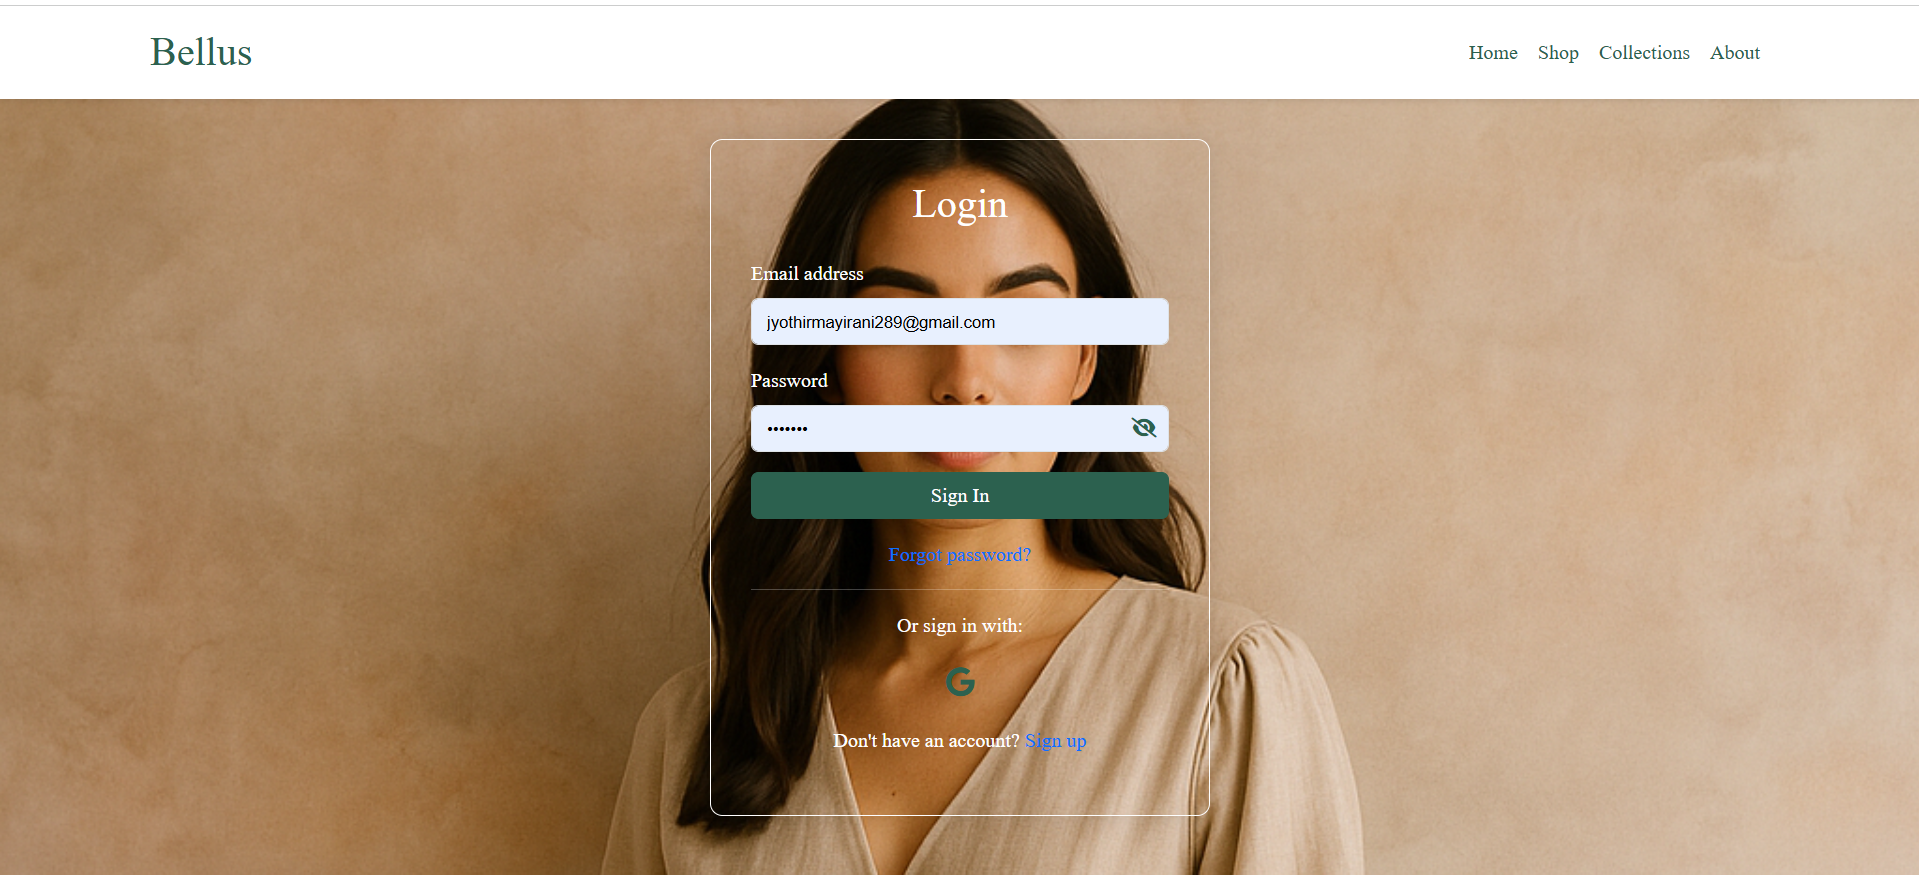 Bellus
Home Shop Collections About
Login
Email address
jyothirmayirani289@gmail.com
Password
•••••••
Sign In
Forgot password?
Or sign in with:
G
Don't have an account? Sign up